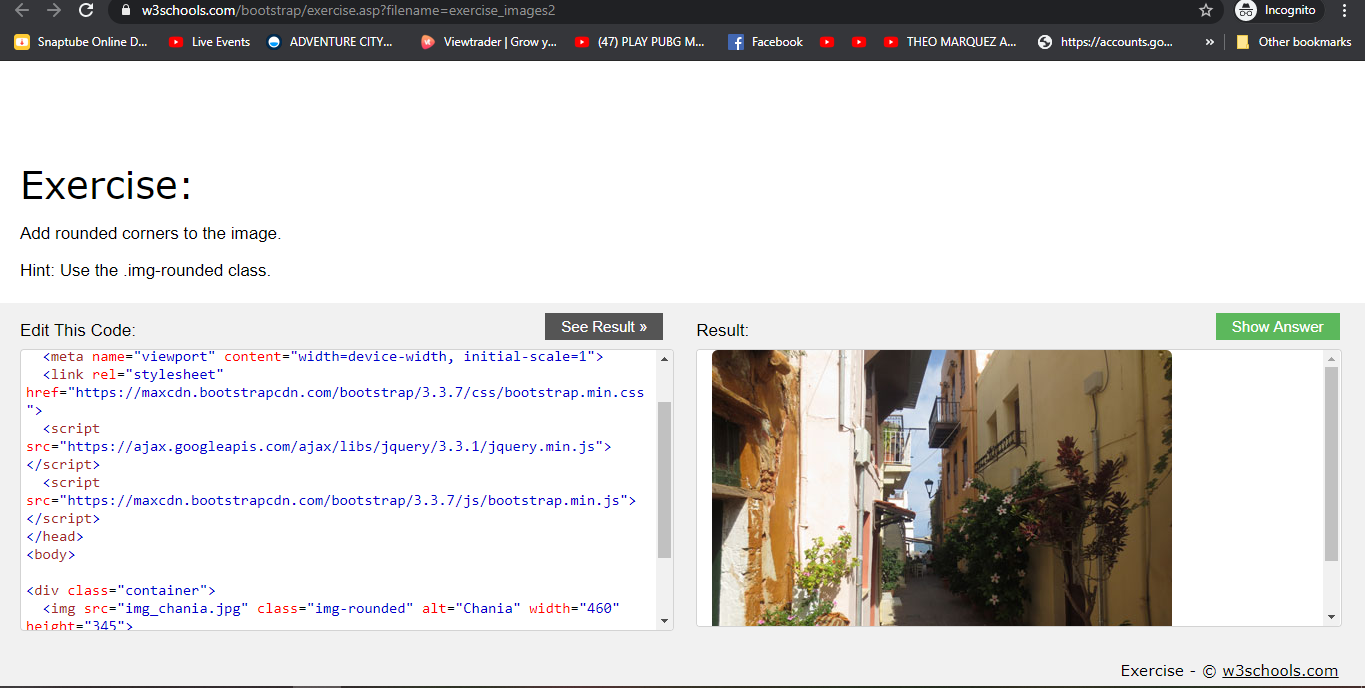 w3schools.com/bootstrap/exercise.asp?filename=exercise_images2
Incognito
Snaptube Online D...
Live Events
ADVENTURE CITY...
Viewtrader | Grow y...
(47) PLAY PUBG M...
Facebook
THEO MARQUEZ A...
https://accounts.go...
»
Other bookmarks
Exercise:
Add rounded corners to the image.
Hint: Use the .img-rounded class.
Edit This Code:
See Result »
Result:
Show Answer
<meta name="viewport" content="width=device-width, initial-scale=1">
<link rel="stylesheet"
href="https://maxcdn.bootstrapcdn.com/bootstrap/3.3.7/css/bootstrap.min.css
">
<script
src="https://ajax.googleapis.com/ajax/libs/jquery/3.3.1/jquery.min.js">
</script>
<script
src="https://maxcdn.bootstrapcdn.com/bootstrap/3.3.7/js/bootstrap.min.js">
</script>
</head>
<body>
<div class="container">
<img src="img_chania.jpg" class="img-rounded" alt="Chania" width="460"
height="345">
Exercise - © w3schools.com